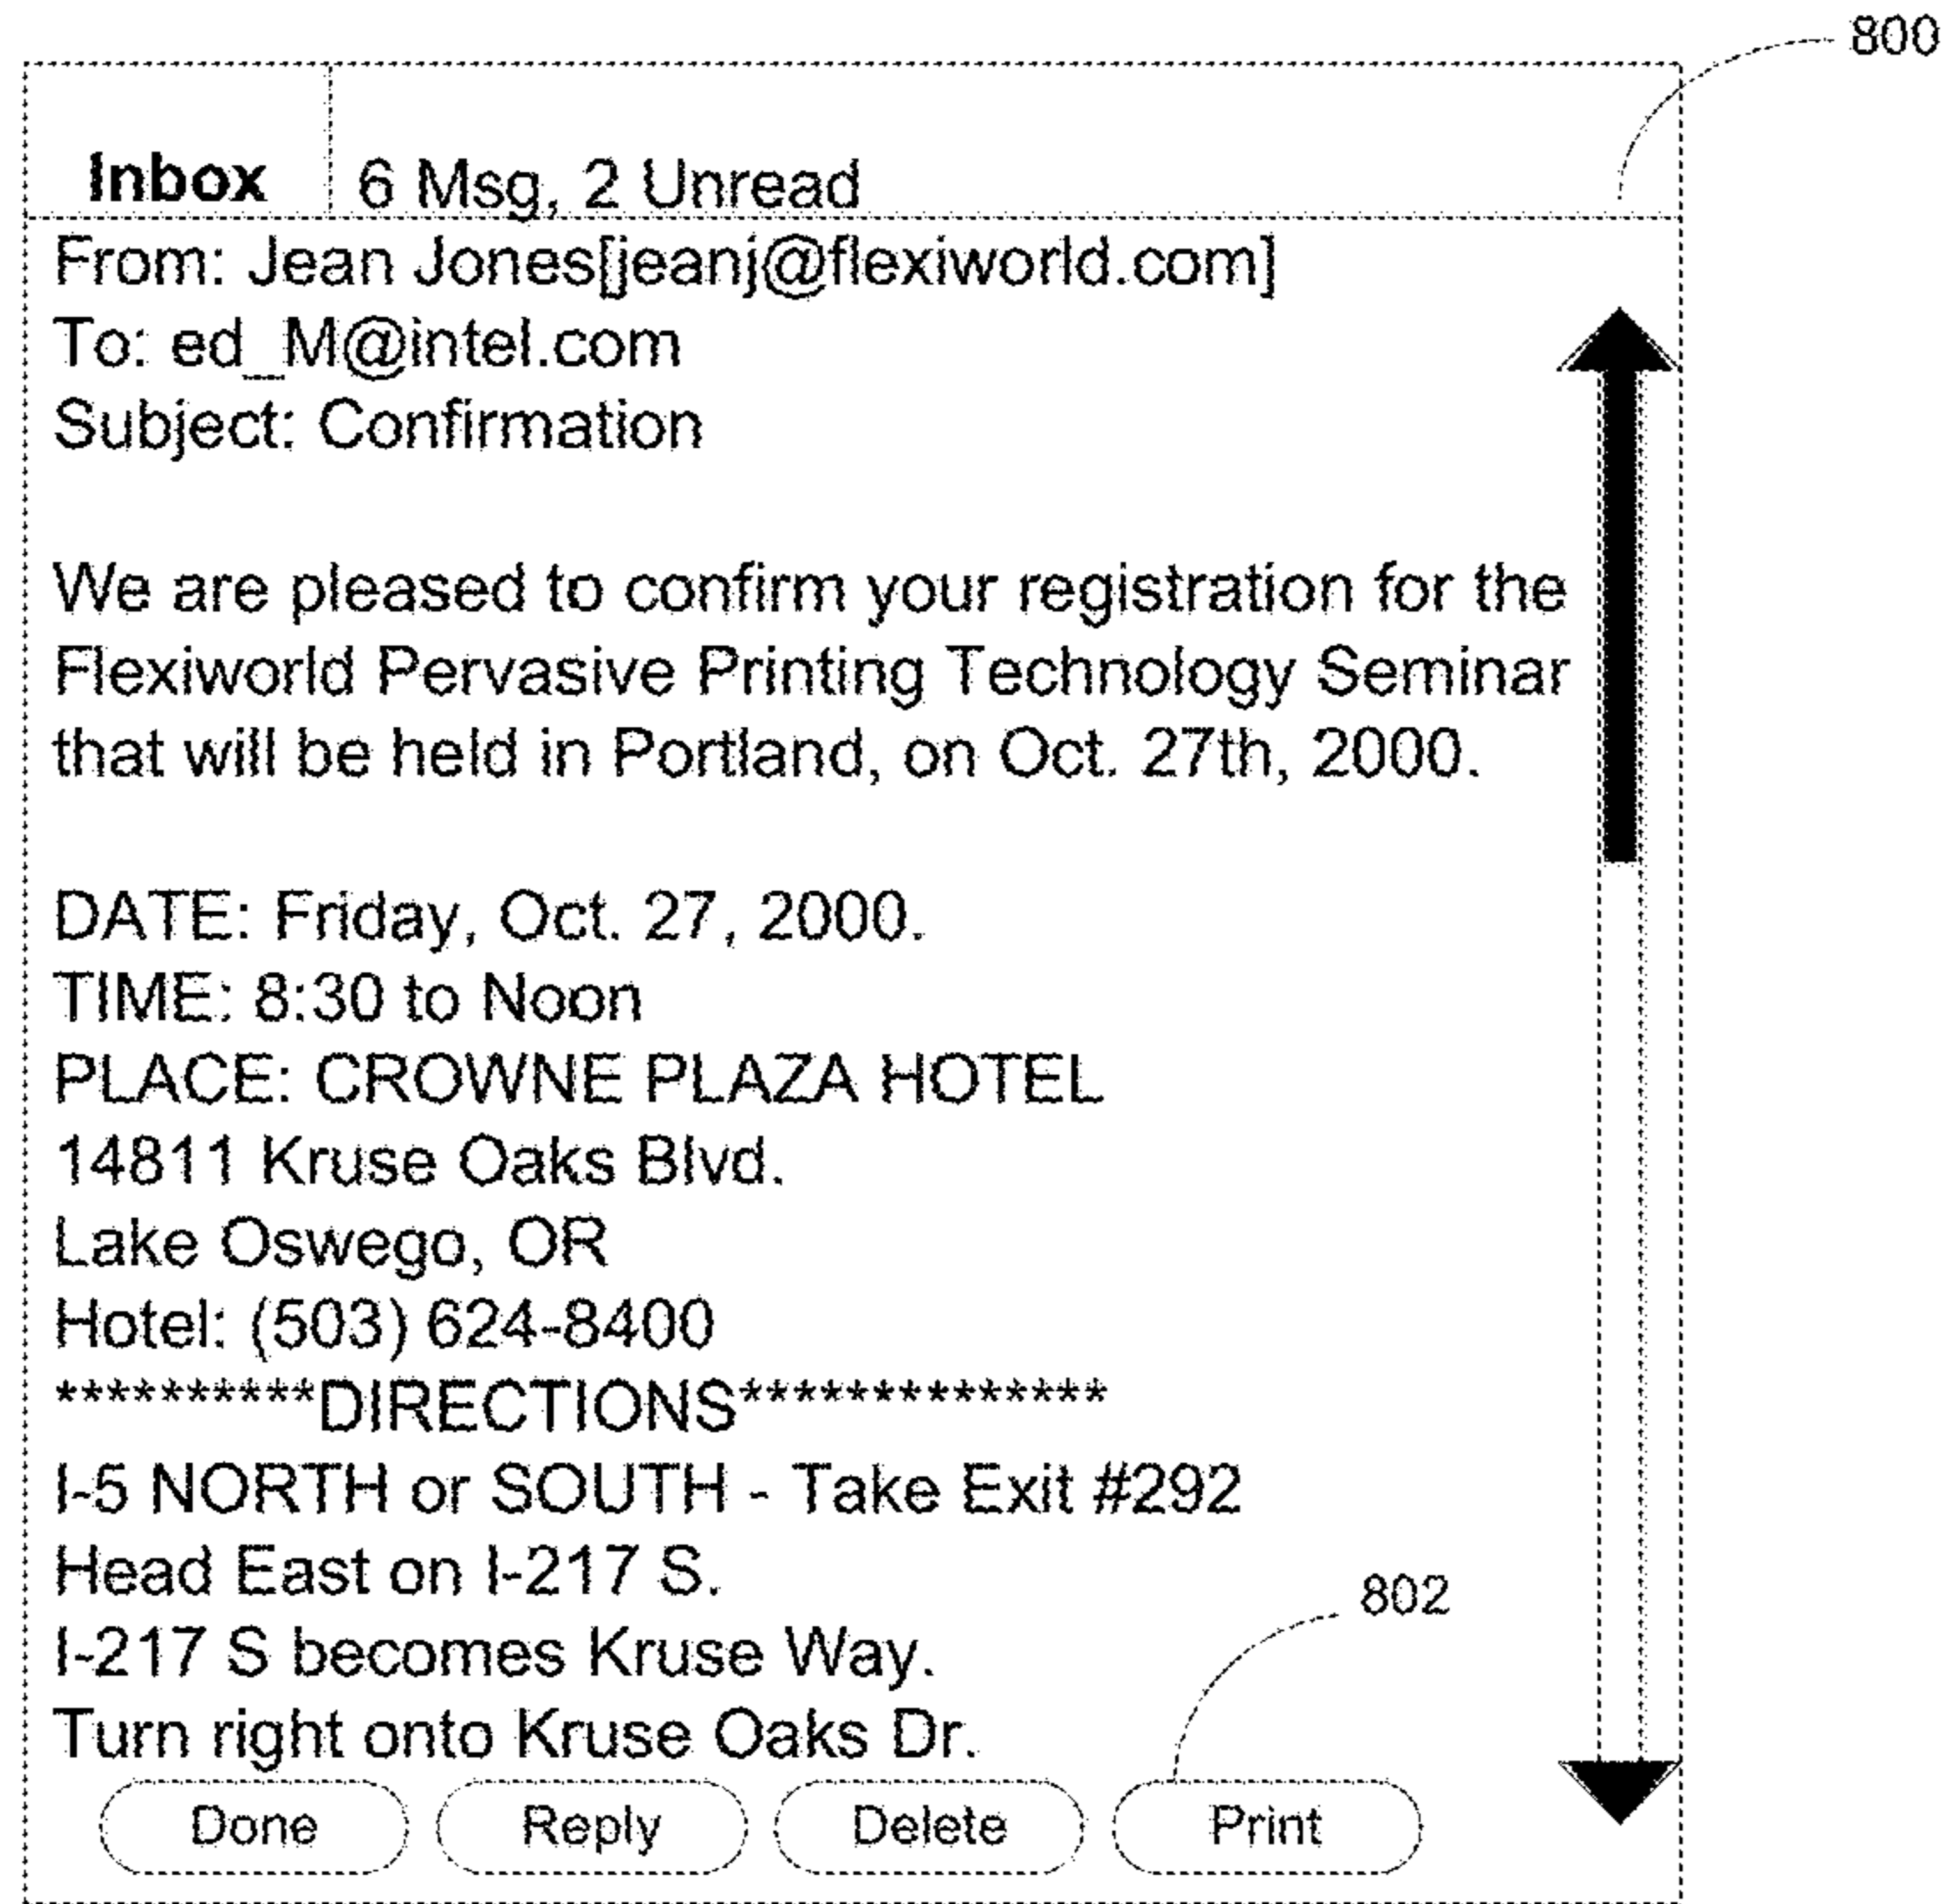 800
Inbox 6 Msg, 2 Unread
From: Jean Jones[jeanj@flexiworld.com]
To: ed_M@intel.com
Subject: Confirmation
We are pleased to confirm your registration for the
Flexiworld Pervasive Printing Technology Seminar
that will be held in Portland, on Oct. 27th, 2000.
DATE: Friday, Oct. 27, 2000.
TIME: 8:30 to Noon
PLACE: CROWNE PLAZA HOTEL
14811 Kruse Oaks Blvd.
Lake Oswego, OR
Hotel: (503) 624-8400
**********DIRECTIONS**************
I-5 NORTH or SOUTH - Take Exit #292
Head East on I-217 S.
802
I-217 S becomes Kruse Way.
Turn right onto Kruse Oaks Dr.
Done Reply Delete Print